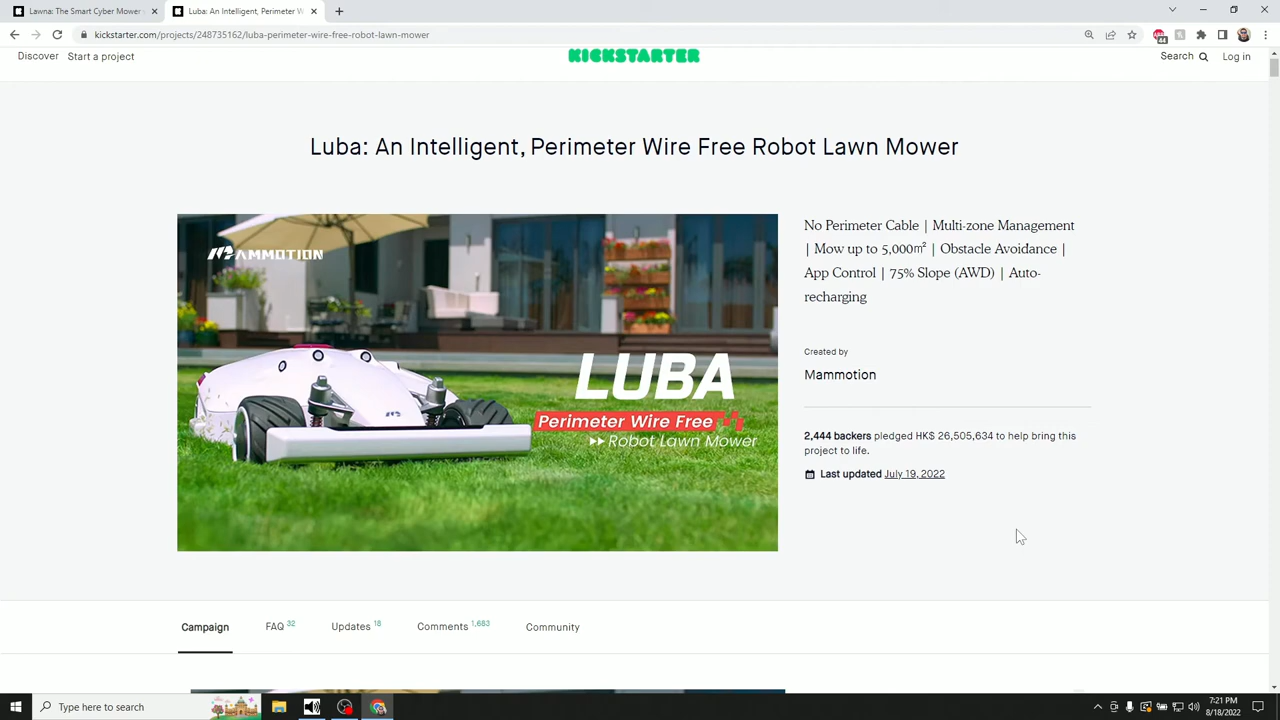 Lawna: The Smart Cyber Mower
Luba: An Intelligent, Perimeter W
kickstarter.com/projects/248735162/luba-perimeter-wire-free-robot-lawn-mower
Discover
Start a project
KICKSTARTER
Search
Log in
Luba: An Intelligent, Perimeter Wire Free Robot Lawn Mower
MAMMOTION
LUBA
Perimeter Wire Free
Robot Lawn Mower
No Perimeter Cable | Multi-zone Management
| Mow up to 5,000㎡ | Obstacle Avoidance |
App Control | 75% Slope (AWD) | Auto-
recharging
Created by
Mammotion
2,444 backers pledged HK$ 26,505,634 to help bring this
project to life.
Last updated July 19, 2022
Campaign
FAQ 32
Updates 18
Comments 1,683
Community
Type here to search
7:21 PM
8/18/2022